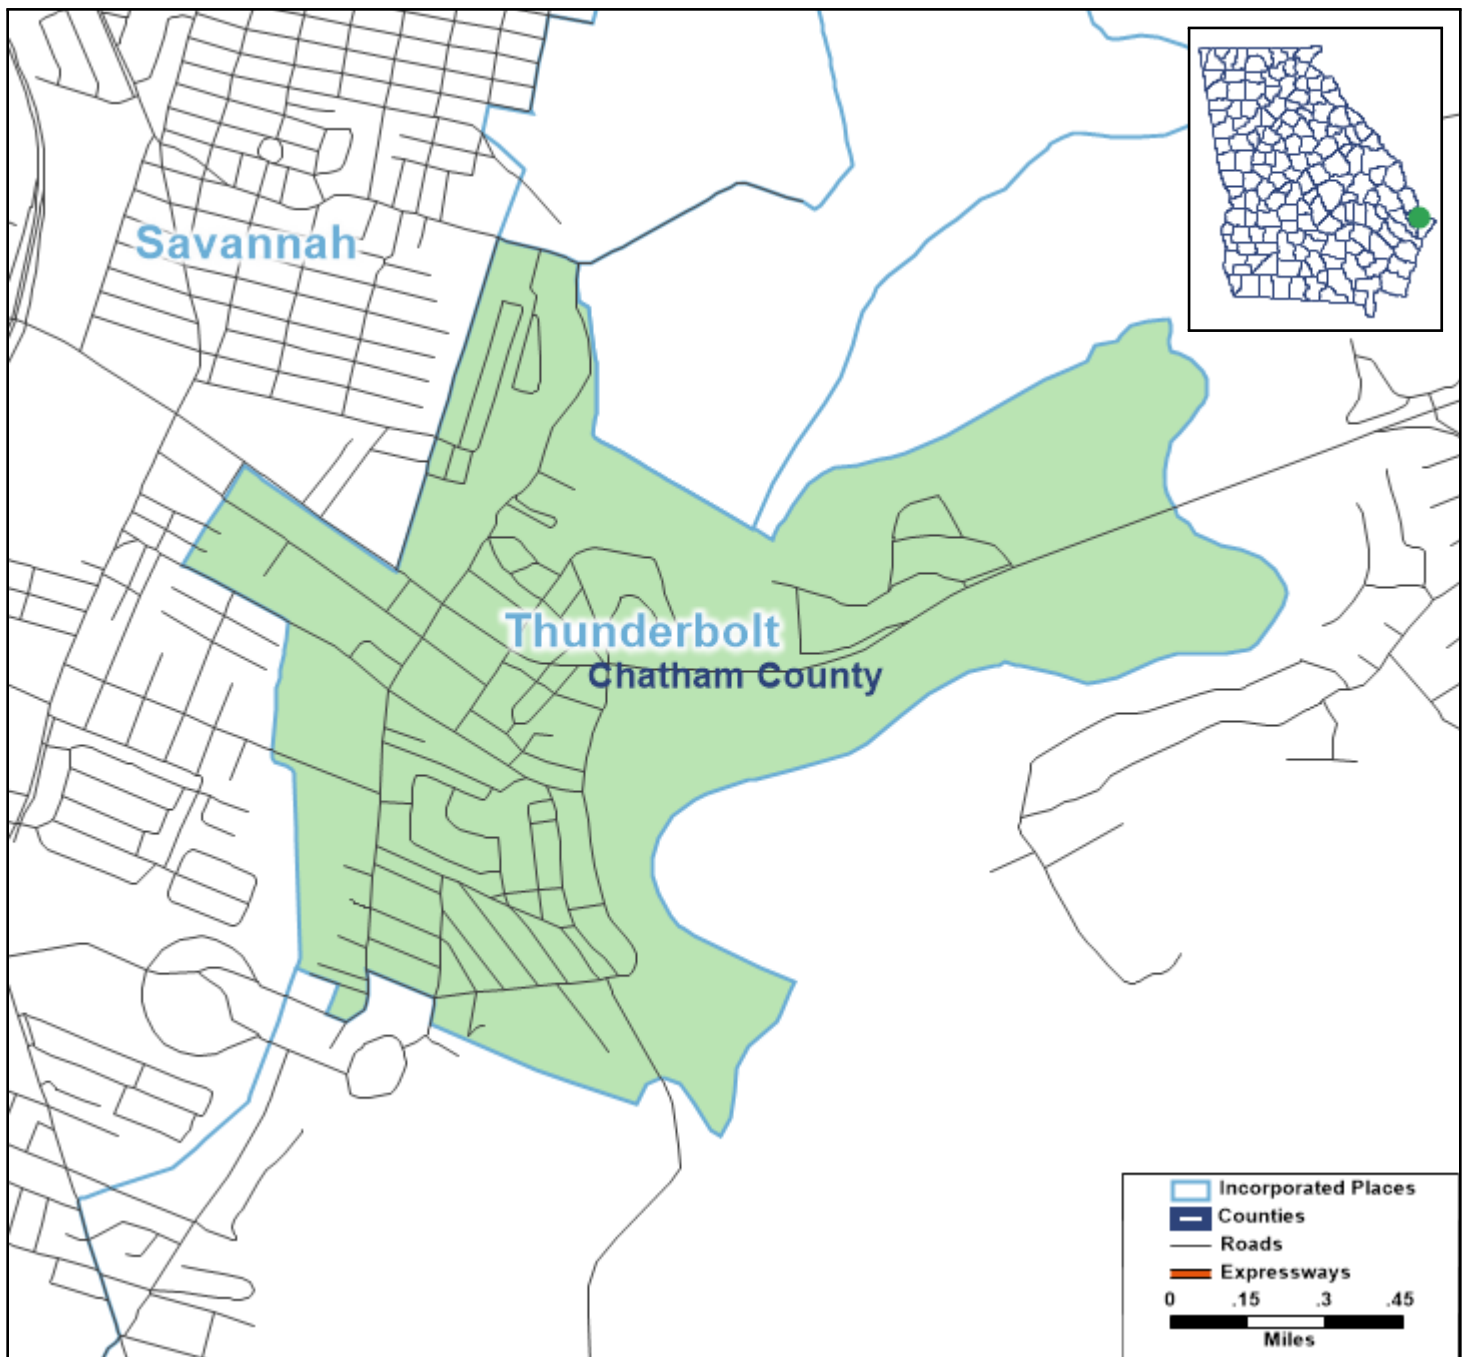 Savannah
Thunderbolt
Chatham County
Incorporated Places
Counties
Roads
Expressways
0 .15 .3 .45
Miles